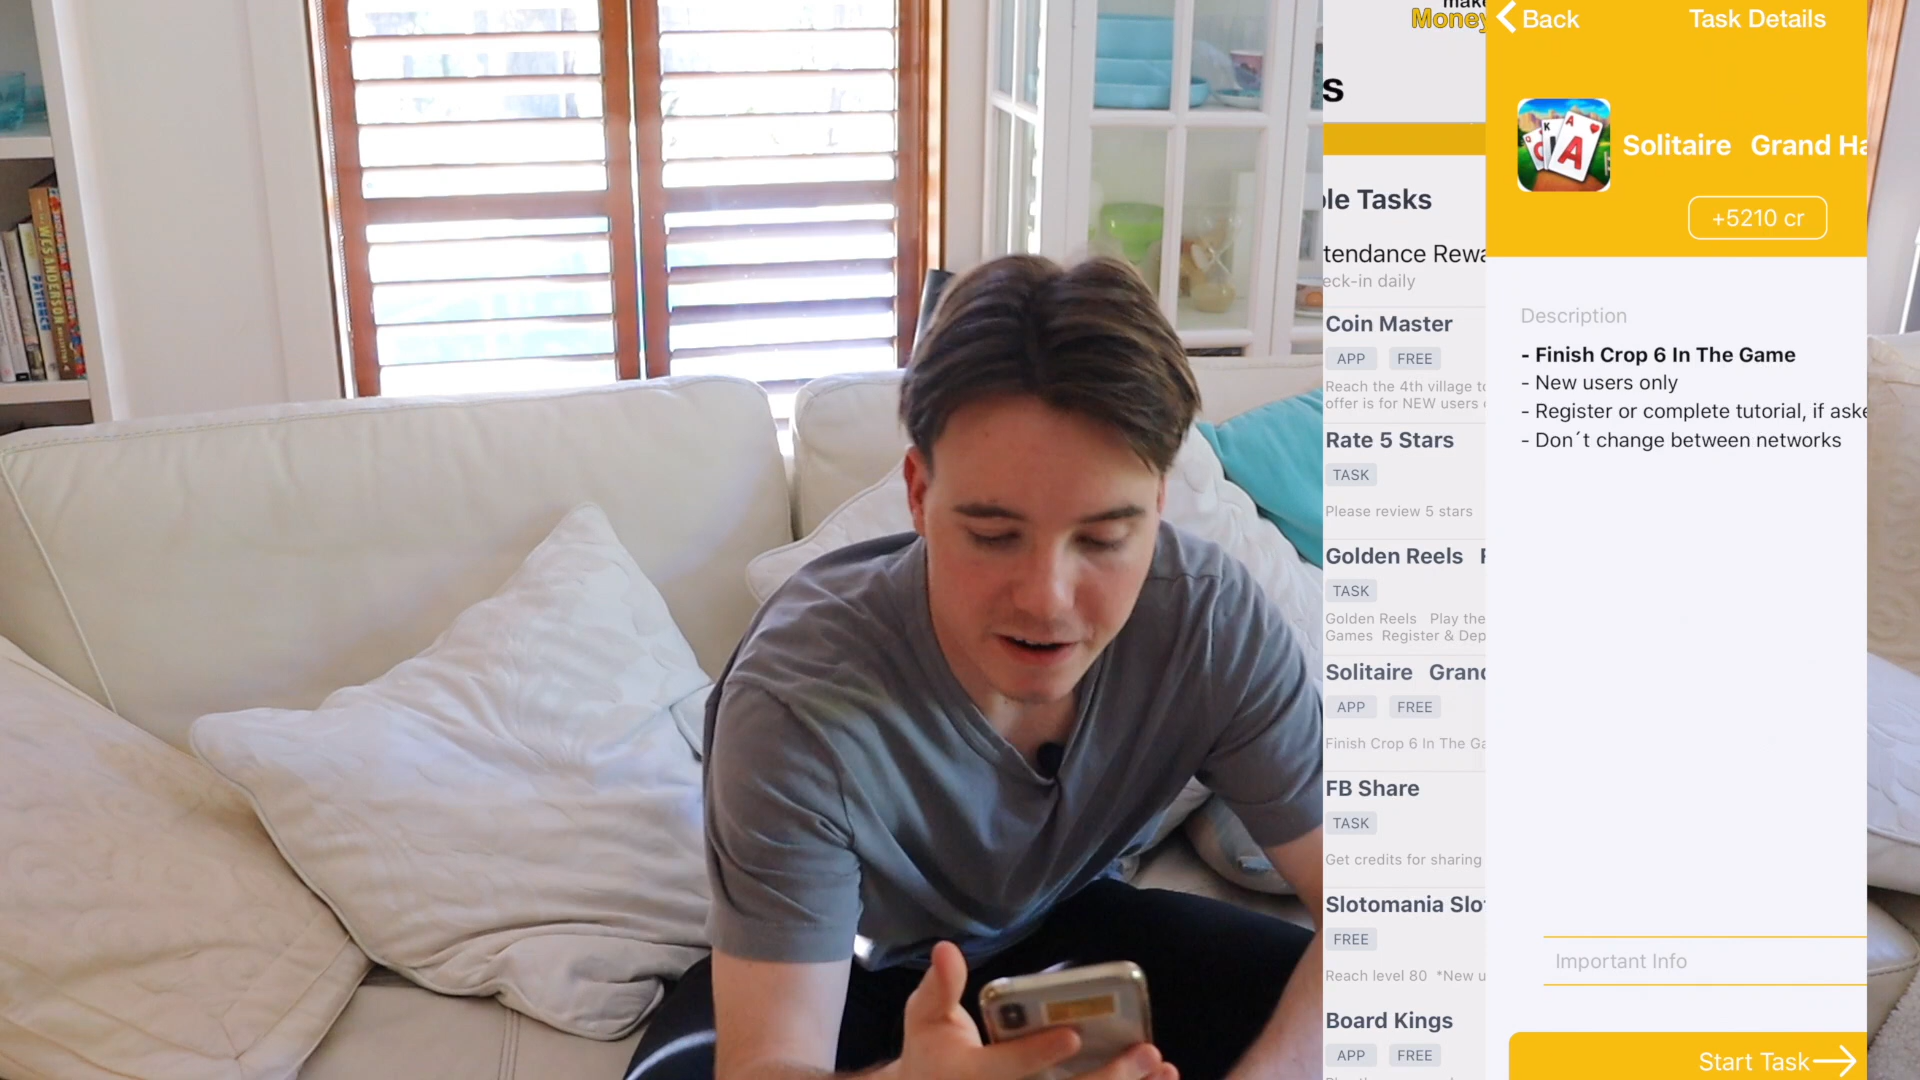 make
Money
s
ole Tasks
tendance Rewa
eck-in daily
Coin Master
APP FREE
Reach the 4th village to
offer is for NEW users
Rate 5 Stars
TASK
Please review 5 stars
Golden Reels
TASK
Golden Reels Play the
Games Register & Dep
Solitaire Grand
APP FREE
Finish Crop 6 In The Ga
FB Share
TASK
Get credits for sharing
Slotomania Slo
FREE
Reach level 80 *New u
Board Kings
APP FREE
Back
Task Details
Solitaire Grand Ha
+5210 cr
Description
- Finish Crop 6 In The Game
- New users only
- Register or complete tutorial, if aske
- Don´t change between networks
Important Info
Start Task
WES ANDERSON
Q K A
A